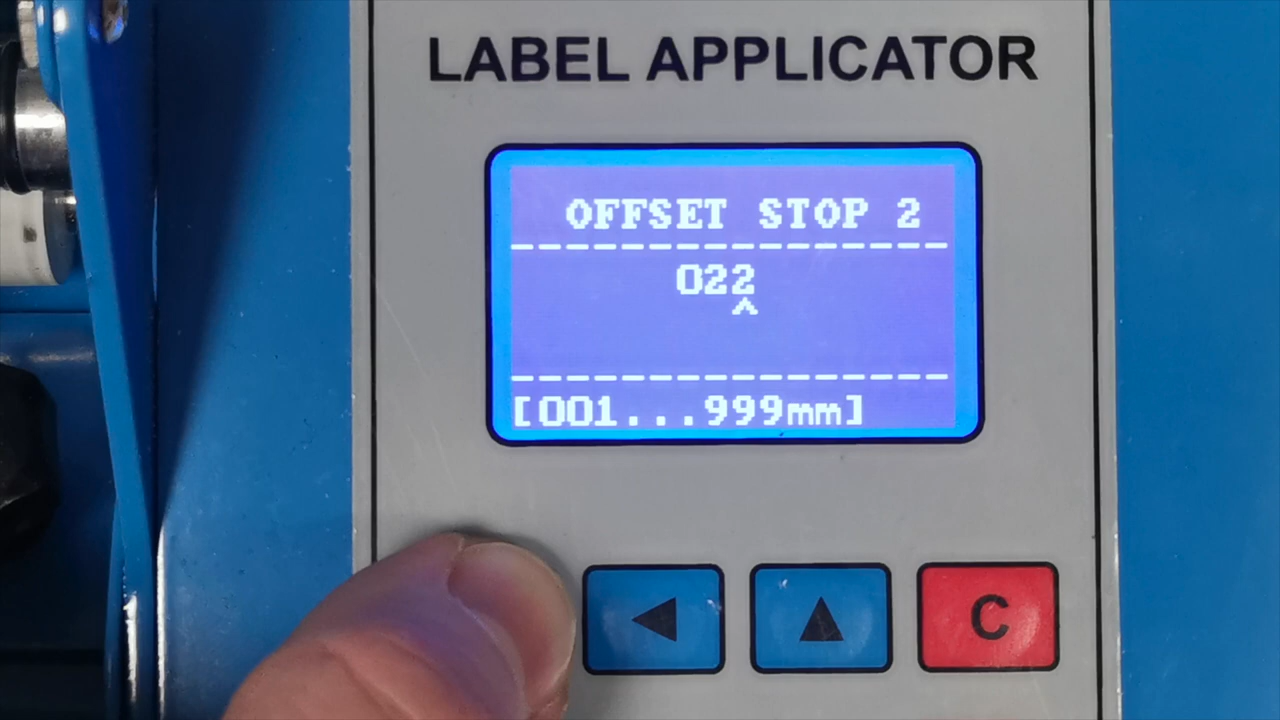 LABEL APPLICATOR
OFFSET STOP 2
022
[001...999mm]
C